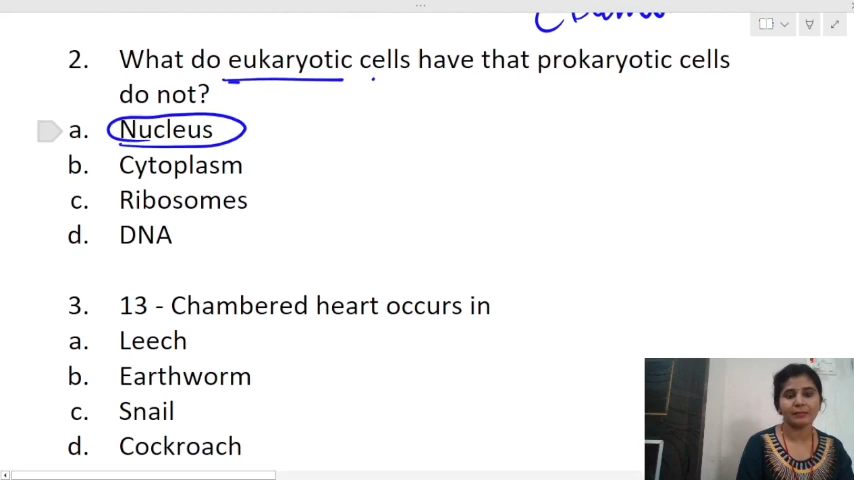 2. What do eukaryotic cells have that prokaryotic cells
do not?
a. Nucleus
b. Cytoplasm
c. Ribosomes
d. DNA
3. 13 - Chambered heart occurs in
a. Leech
b. Earthworm
c. Snail
d. Cockroach